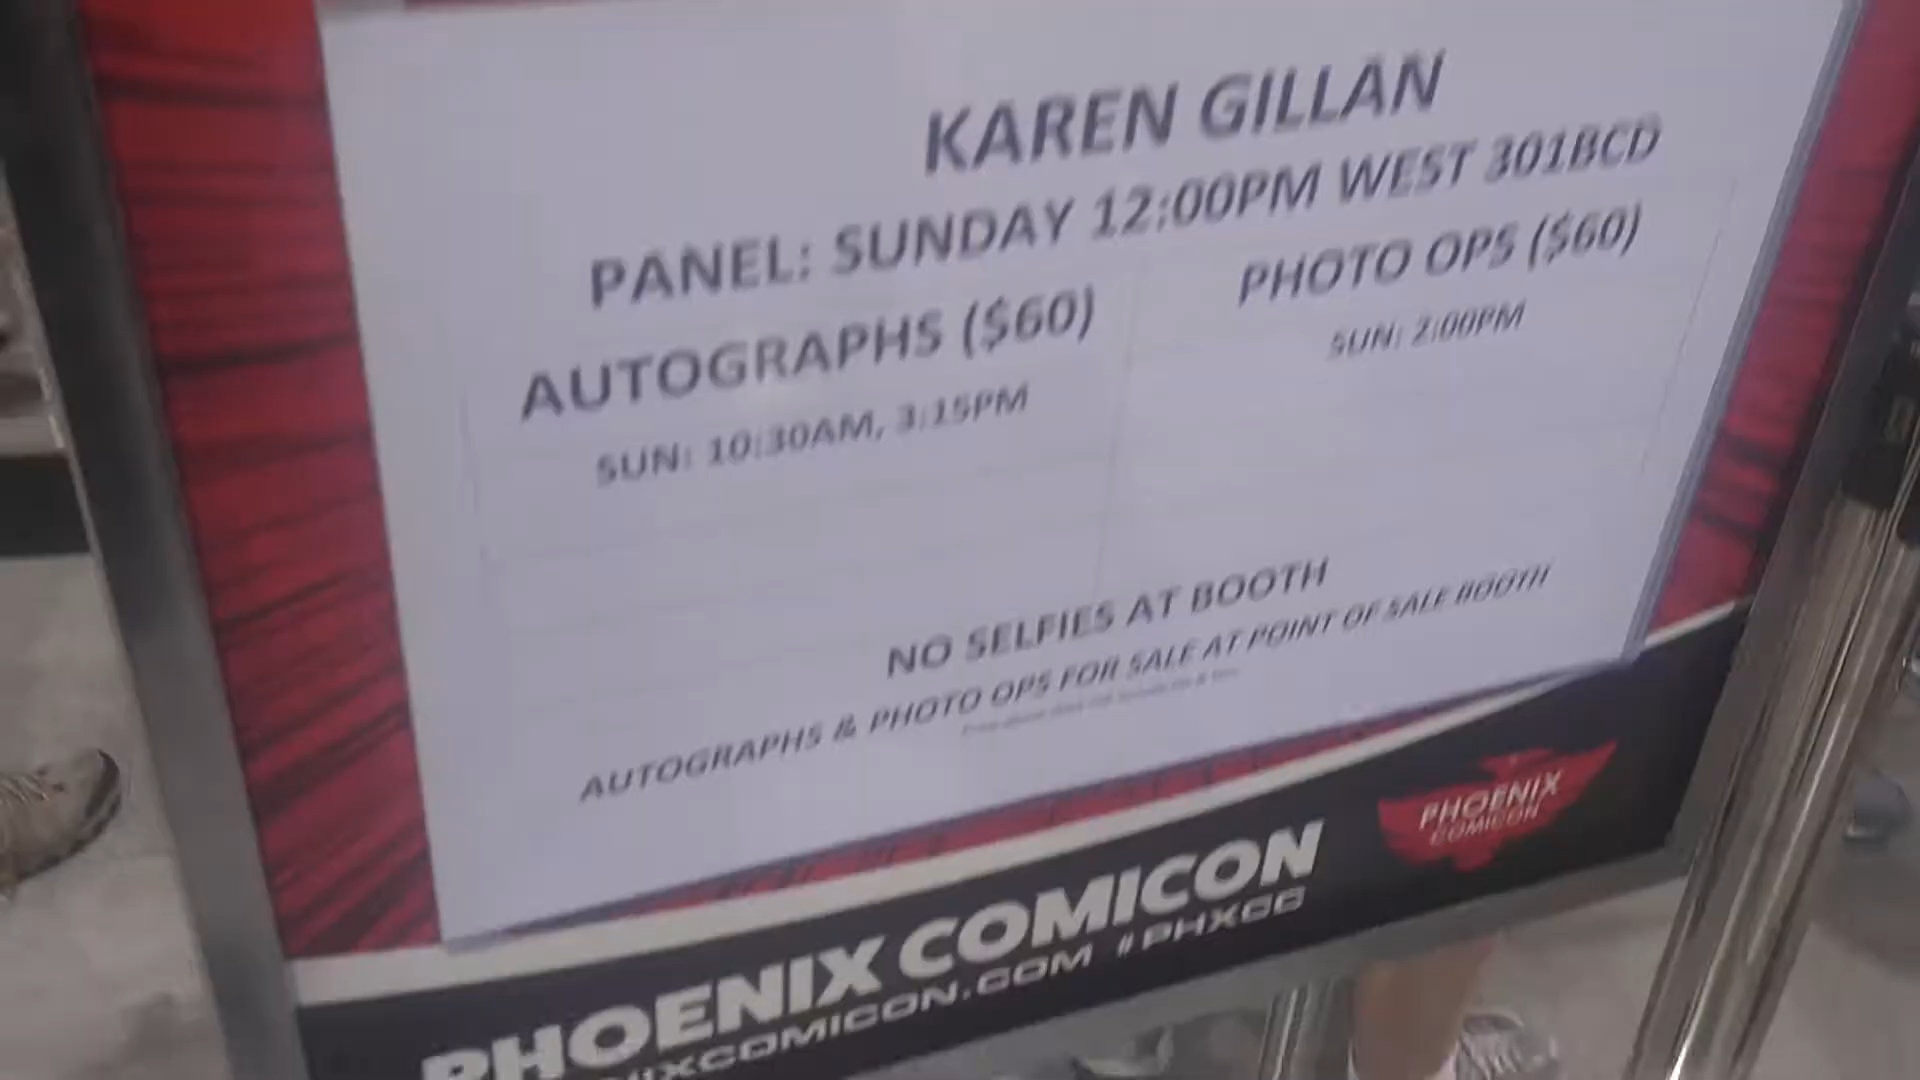 KAREN GILLAN
PANEL: SUNDAY 12:00PM WEST 301BCD
AUTOGRAPHS ($60)
SUN: 10:30AM, 3:15PM
PHOTO OPS ($60)
SUN: 2:00PM
NO SELFIES AT BOOTH
AUTOGRAPHS & PHOTO OPS FOR SALE AT POINT OF SALE BOOTH
PHOENIX COMICON
PHOENIX COMICON
IXCOMICON.COM #PHXCC